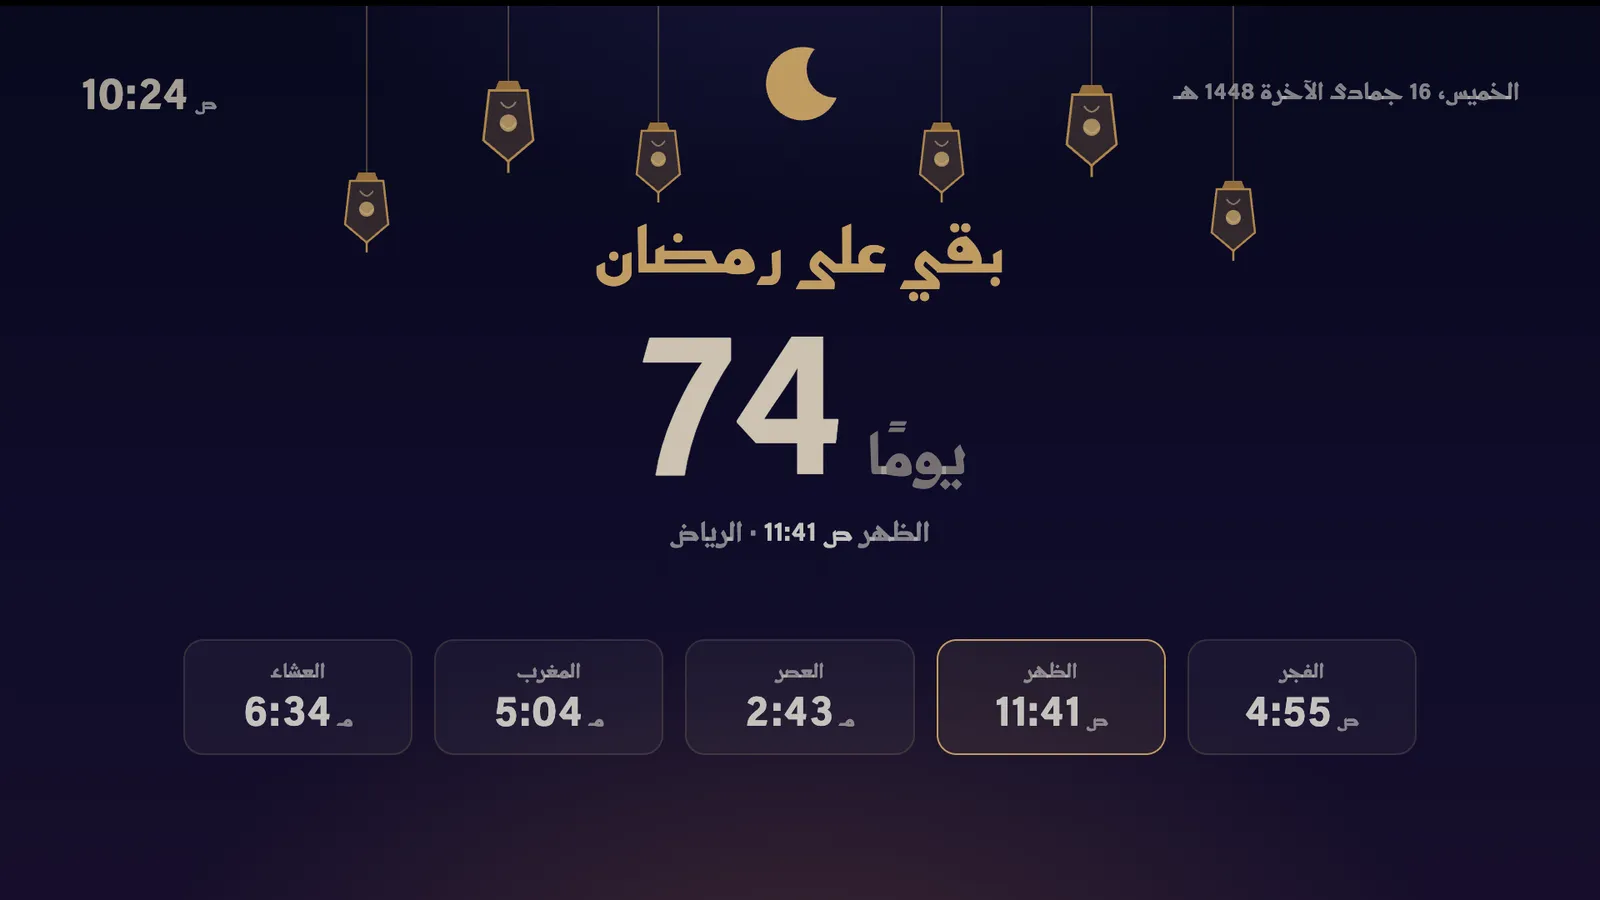 الخميس، 16 جمادى الآخرة 1448 هـ
10:24 ص
بقي على رمضان
74 يومًا
الظهر 11:41 ص · الرياض
الفجر
4:55 ص
الظهر
11:41 ص
العصر
2:43 م
المغرب
5:04 م
العشاء
6:34 م